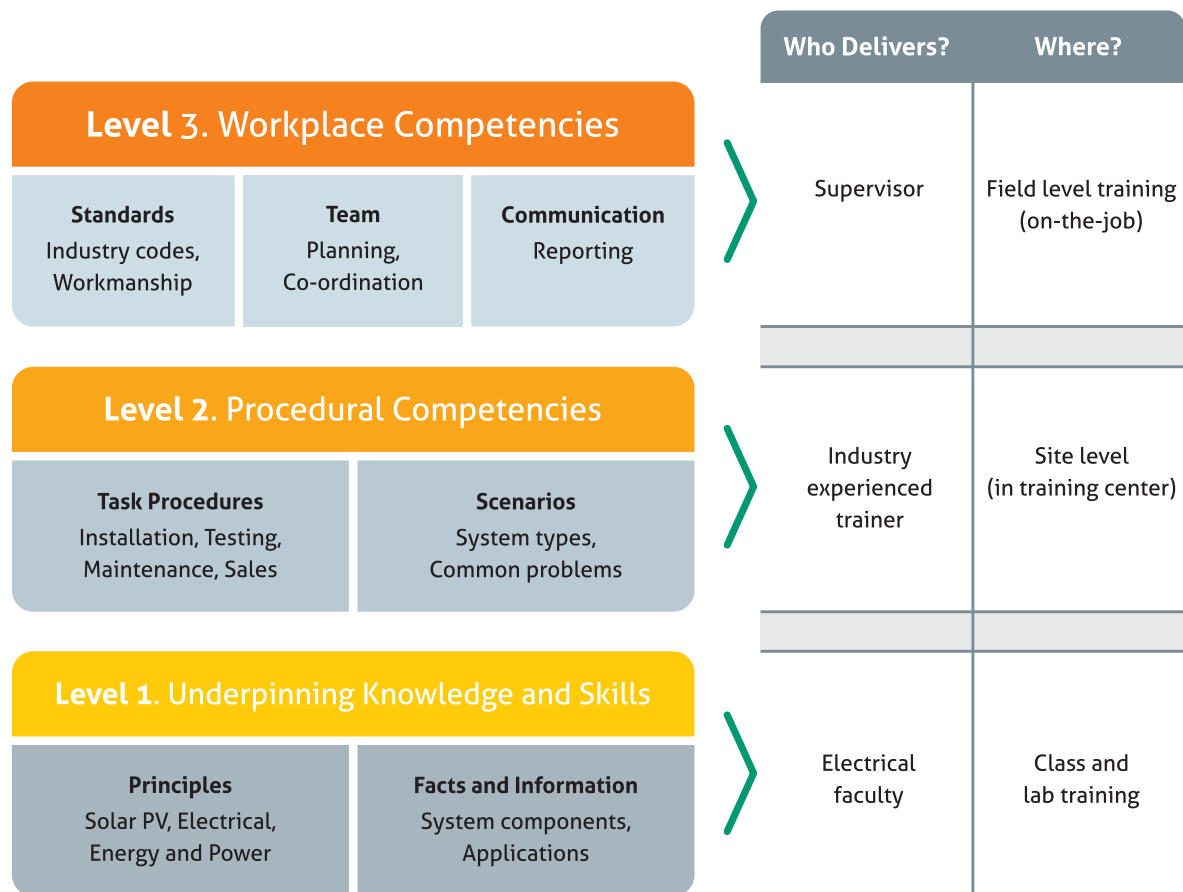 Who Delivers?
Where?
Level 3. Workplace Competencies
Standards
Industry codes,
Workmanship
Team
Planning,
Co-ordination
Communication
Reporting
Supervisor
Field level training
(on-the-job)
Level 2. Procedural Competencies
Task Procedures
Installation, Testing,
Maintenance, Sales
Scenarios
System types,
Common problems
Industry
experienced
trainer
Site level
(in training center)
Level 1. Underpinning Knowledge and Skills
Principles
Solar PV, Electrical,
Energy and Power
Facts and Information
System components,
Applications
Electrical
faculty
Class and
lab training